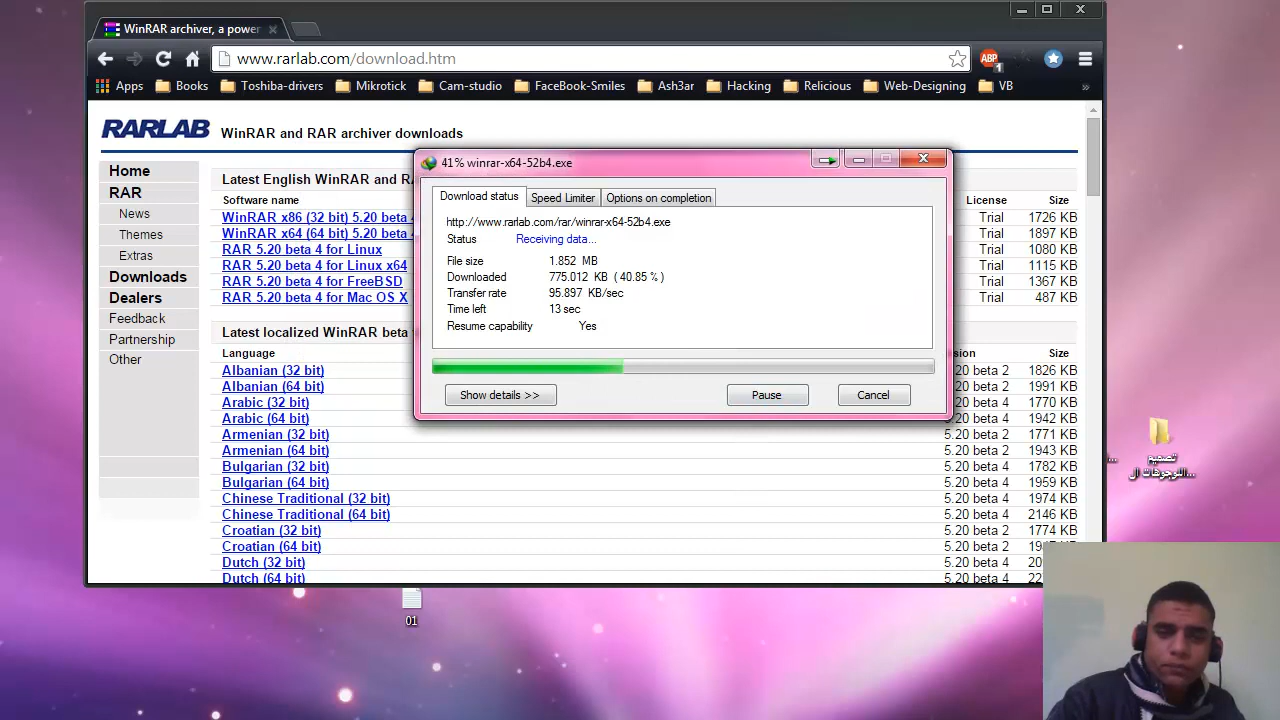 WinRAR archiver, a power
www.rarlab.com/download.htm
ABP
1
Apps Books Toshiba-drivers Mikrotick Cam-studio FaceBook-Smiles Ash3arr Hacking Relicious Web-Designing VB »
RARLAB WinRAR and RAR archiver downloads
Home
RAR
News
Themes
Extras
Downloads
Dealers
Feedback
Partnership
Other
Latest English WinRAR and R
Software name License Size
WinRAR x86 (32 bit) 5.20 beta Trial 1726 KB
WinRAR x64 (64 bit) 5.20 beta Trial 1897 KB
RAR 5.20 beta 4 for Linux Trial 1080 KB
RAR 5.20 beta 4 for Linux x64 Trial 1115 KB
RAR 5.20 beta 4 for FreeBSD Trial 1367 KB
RAR 5.20 beta 4 for Mac OS X Trial 487 KB
Latest localized WinRAR beta
Language sion Size
Albanian (32 bit) 5.20 beta 2 1826 KB
Albanian (64 bit) 5.20 beta 2 1991 KB
Arabic (32 bit) 5.20 beta 4 1770 KB
Arabic (64 bit) 5.20 beta 4 1942 KB
Armenian (32 bit) 5.20 beta 4 1771 KB
Armenian (64 bit) 5.20 beta 4 1943 KB
Bulgarian (32 bit) 5.20 beta 4 1782 KB
Bulgarian (64 bit) 5.20 beta 4 1959 KB
Chinese Traditional (32 bit) 5.20 beta 4 1974 KB
Chinese Traditional (64 bit) 5.20 beta 4 2146 KB
Croatian (32 bit) 5.20 beta 2 1774 KB
Croatian (64 bit) 5.20 beta 2
Dutch (32 bit) 5.20 beta 4
Dutch (64 bit) 5.20 beta 4
41% winrar-x64-52b4.exe
Download status Speed Limiter Options on completion
http://www.rarlab.com/rar/winrar-x64-52b4.exe
Status Receiving data...
File size 1.852 MB
Downloaded 775.012 KB ( 40.85 % )
Transfer rate 95.897 KB/sec
Time left 13 sec
Resume capability Yes
Show details >> Pause Cancel
تصميم
اللوجوهات ال...
01